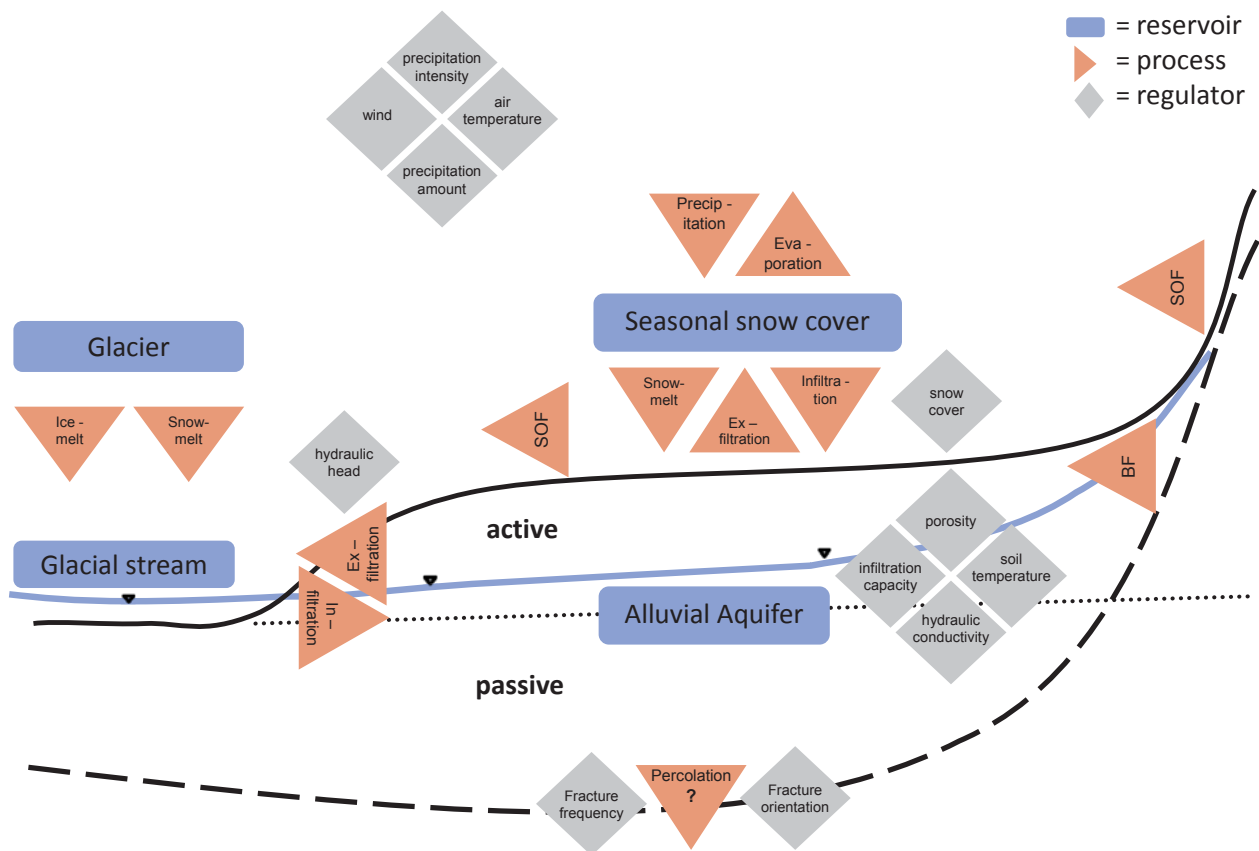 = reservoir
= process
= regulator
precipitation
intensity
wind
air
temperature
precipitation
amount
Precip -
itation
Eva -
poration
SOF
Glacier
Seasonal snow cover
Ice -
melt
Snow-
melt
hydraulic
head
SOF
Snow-
melt
Ex –
filtration
Infiltra -
tion
snow
cover
BF
active
porosity
Glacial stream
Ex –
filtration
infiltration
capacity
soil
temperature
In –
filtration
Alluvial Aquifer
hydraulic
conductivity
passive
Fracture
frequency
Percolation
?
Fracture
orientation